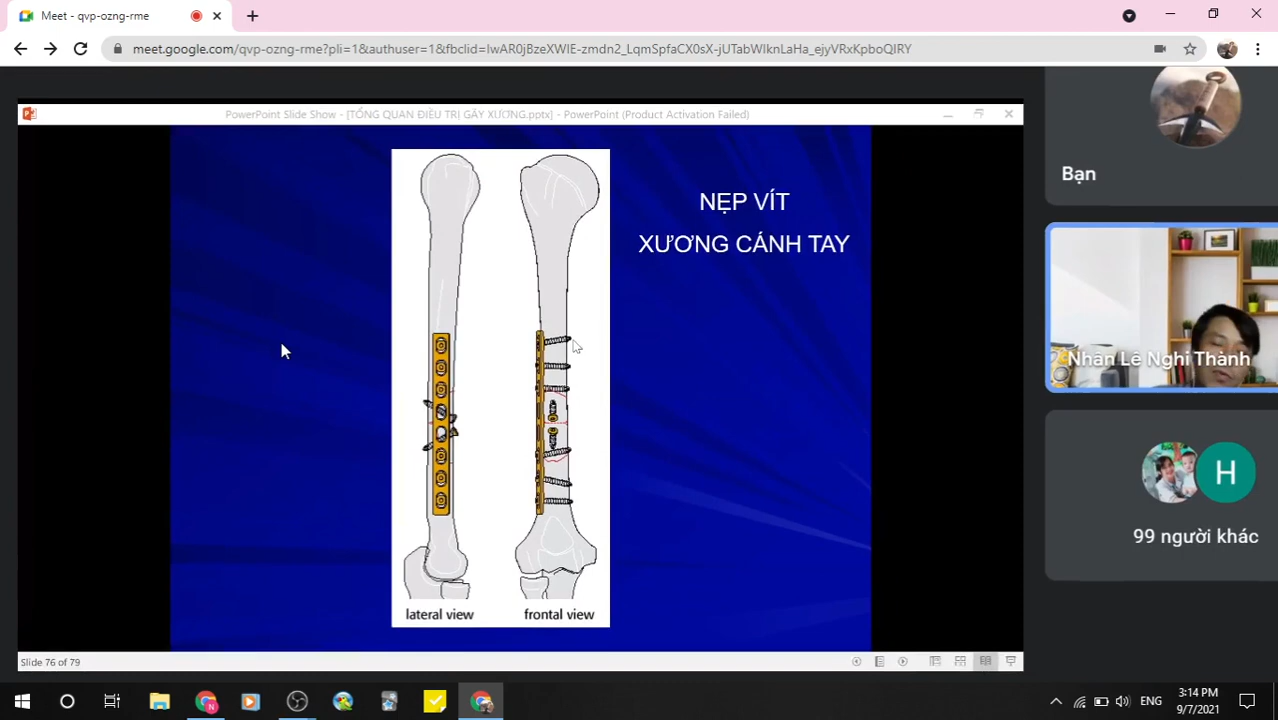 Meet - qvp-ozng-rme
meet.google.com/qvp-ozng-rme?pli=1&authuser=1&fbclid=IwAR0jBzeXWIE-zmdn2_LqmSpfaCX0sX-jUTabWlknLaHa_ejyVRxKpboQIRY
PowerPoint Slide Show - [TỔNG QUAN ĐIỀU TRỊ GÃY XƯƠNG.pptx] - PowerPoint (Product Activation Failed)
NẸP VÍT
XƯƠNG CÁNH TAY
lateral view
frontal view
Slide 76 of 79
Bạn
Nhân Lê Nghi Thành
H
99 người khác
ENG
3:14 PM
9/7/2021